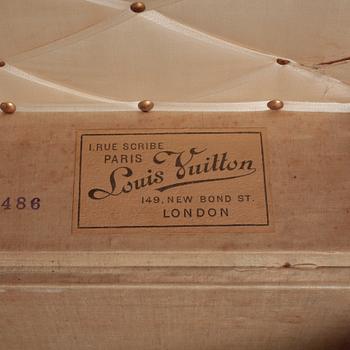 1. RUE SCRIBE
PARIS
Louis Vuitton
149, NEW BOND ST.
LONDON
486